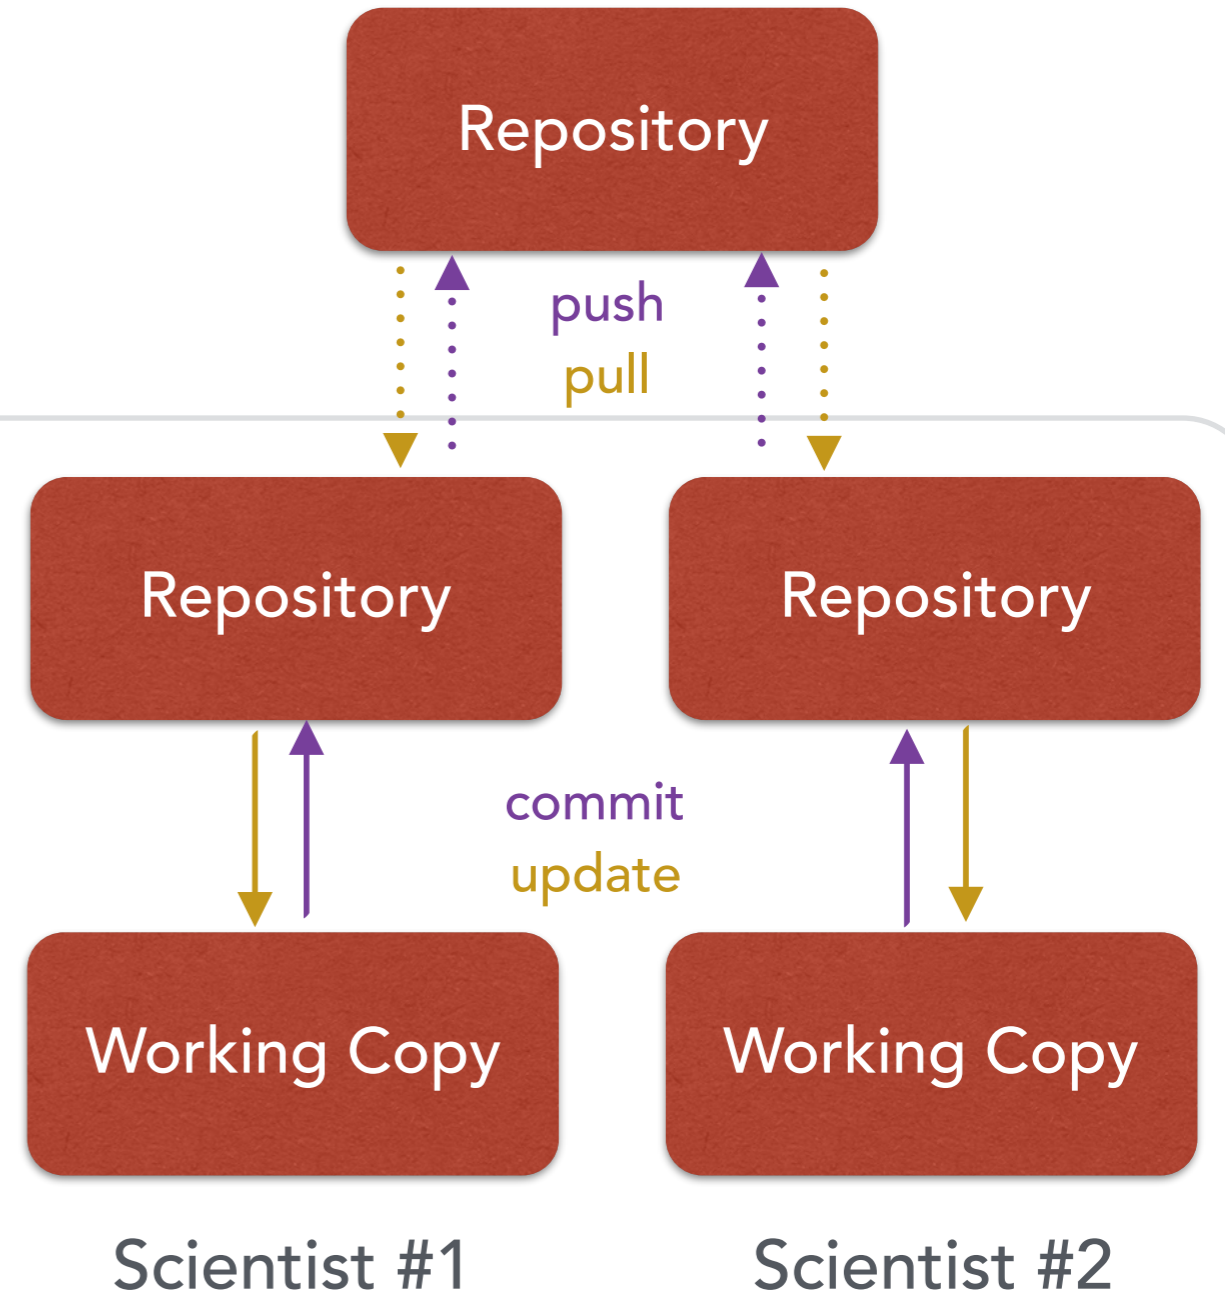 Repository
push
pull
Repository
Repository
commit
update
Working Copy
Working Copy
Scientist #1
Scientist #2